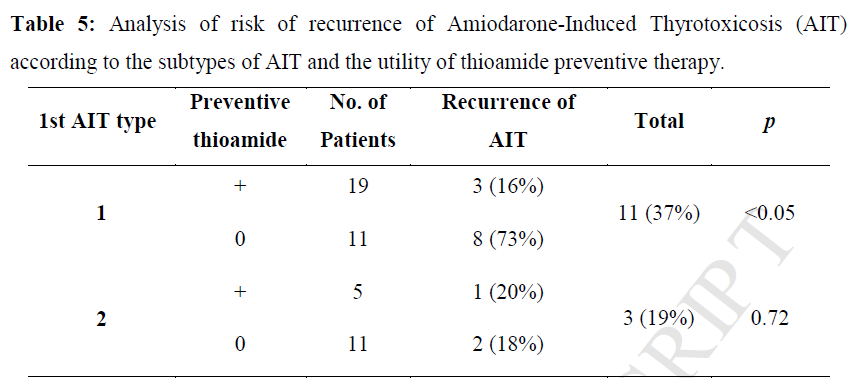 Table 5: Analysis of risk of recurrence of Amiodarone-Induced Thyrotoxicosis (AIT)
according to the subtypes of AIT and the utility of thioamide preventive therapy.
1st AIT type Preventive thioamide No. of Patients Recurrence of AIT Total p
1 + 19 3 (16%) 11 (37%) <0.05
0 11 8 (73%)
2 + 5 1 (20%) 3 (19%) 0.72
0 11 2 (18%)
RIPT